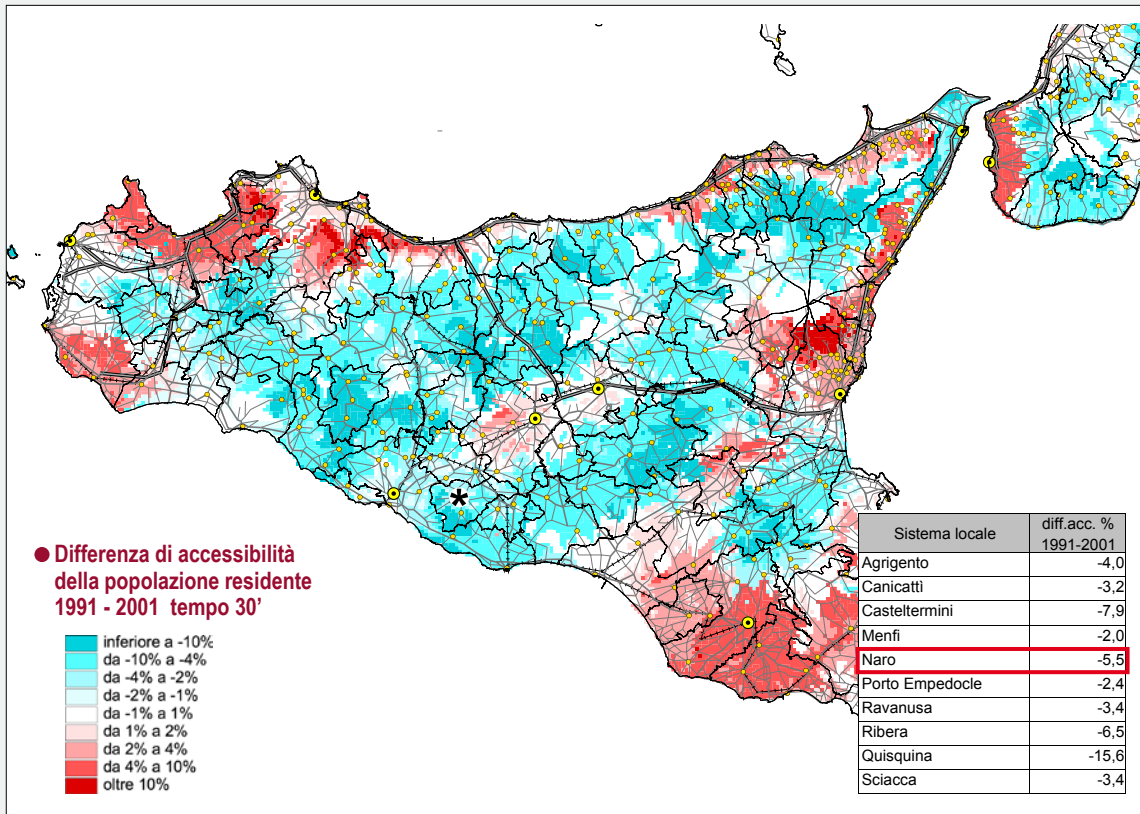 *
● Differenza di accessibilità
della popolazione residente
1991 - 2001 tempo 30’
inferiore a -10%
da -10% a -4%
da -4% a -2%
da -2% a -1%
da -1% a 1%
da 1% a 2%
da 2% a 4%
da 4% a 10%
oltre 10%
Sistema locale diff.acc. %
1991-2001
Agrigento -4,0
Canicattì -3,2
Casteltermini -7,9
Menfi -2,0
Naro -5,5
Porto Empedocle -2,4
Ravanusa -3,4
Ribera -6,5
Quisquina -15,6
Sciacca -3,4